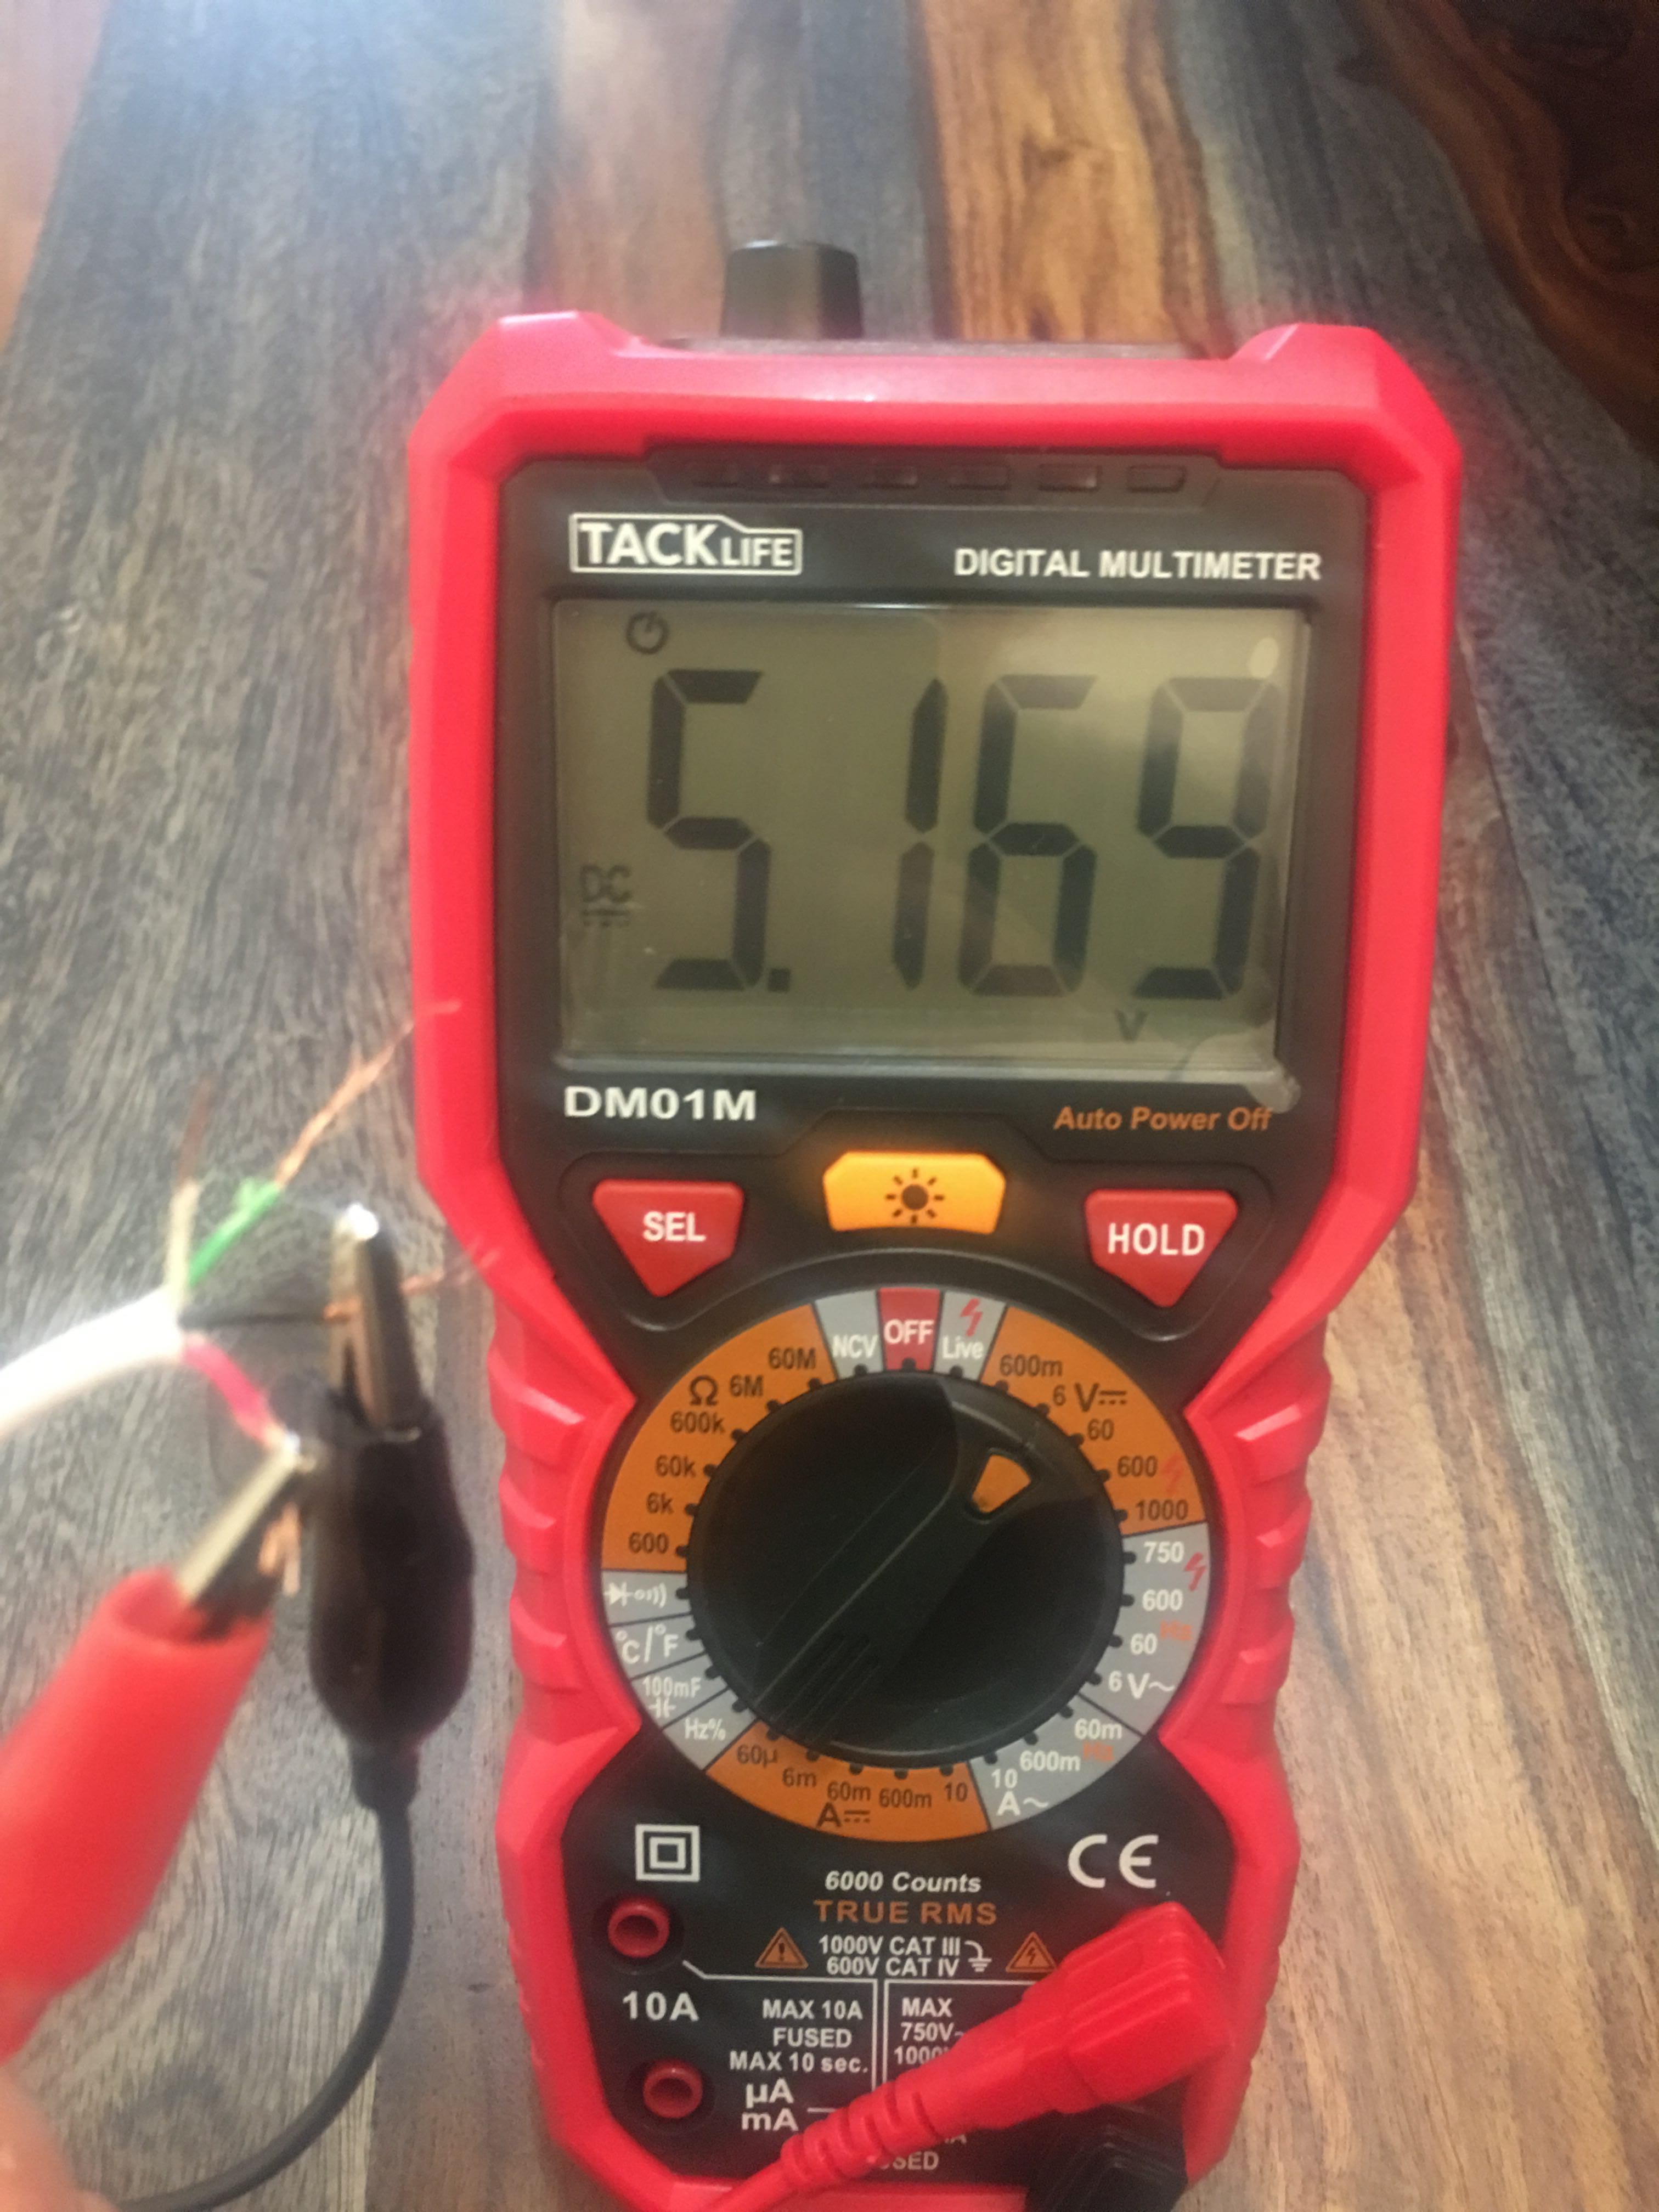 TACKLIFE
DIGITAL MULTIMETER
DC
5.169
V
DM01M
Auto Power Off
SEL
HOLD
NCV
OFF
Live
60M
Ω 6M
600k
60k
6k
600
600m
6 V⎓
60
600
1000
750
600
60 Hz
6 V~
°C/°F
100mF
Hz%
60µ
6m
60m
600m
10
A⎓
60m
600m Hz
10
A~
CE
6000 Counts
TRUE RMS
1000V CAT III
600V CAT IV
10A
MAX 10A
FUSED
MAX 10 sec.
MAX
750V~
µA
mA